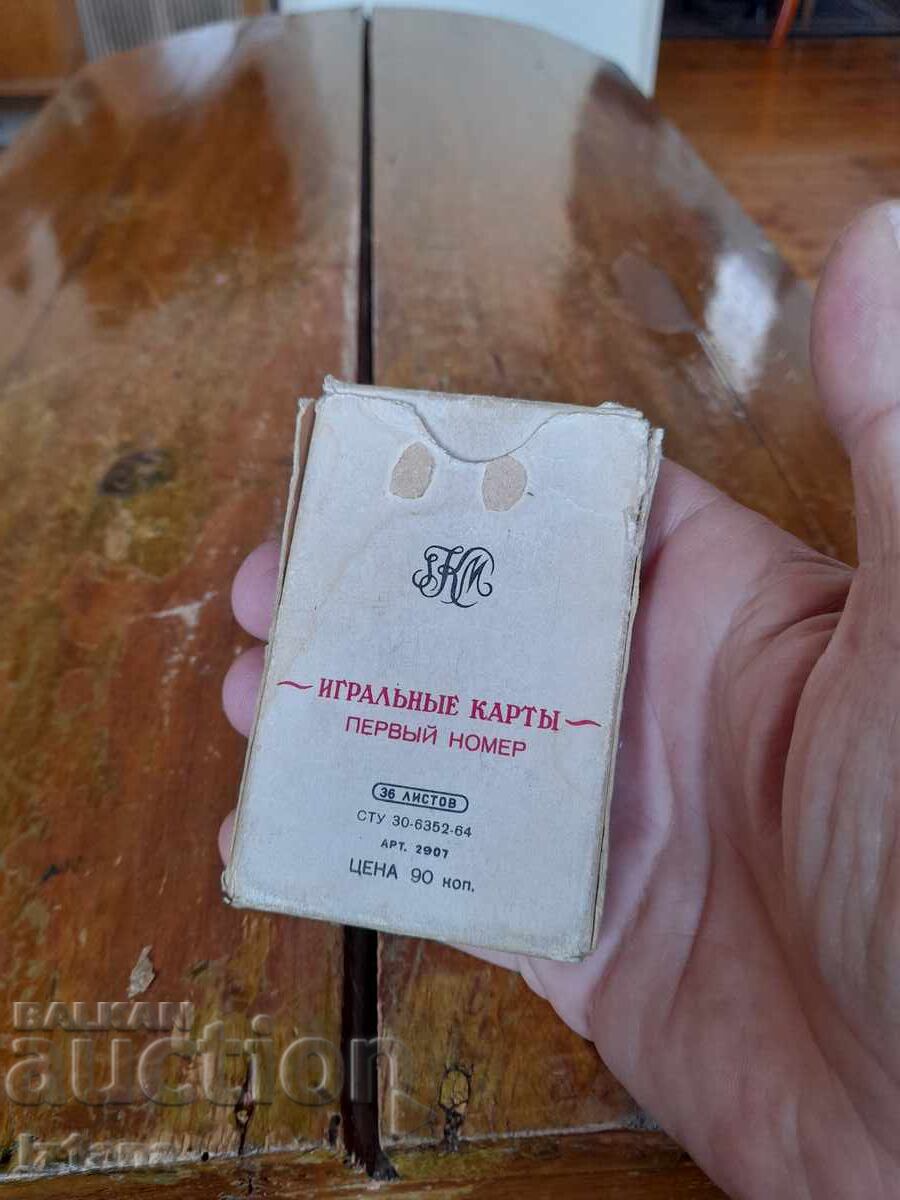 ИГРАЛЬНЫЕ КАРТЫ
ПЕРВЫЙ НОМЕР
36 ЛИСТОВ
СТУ 30-6352-64
АРТ. 2907
ЦЕНА 90 коп.
BALKAN
auction